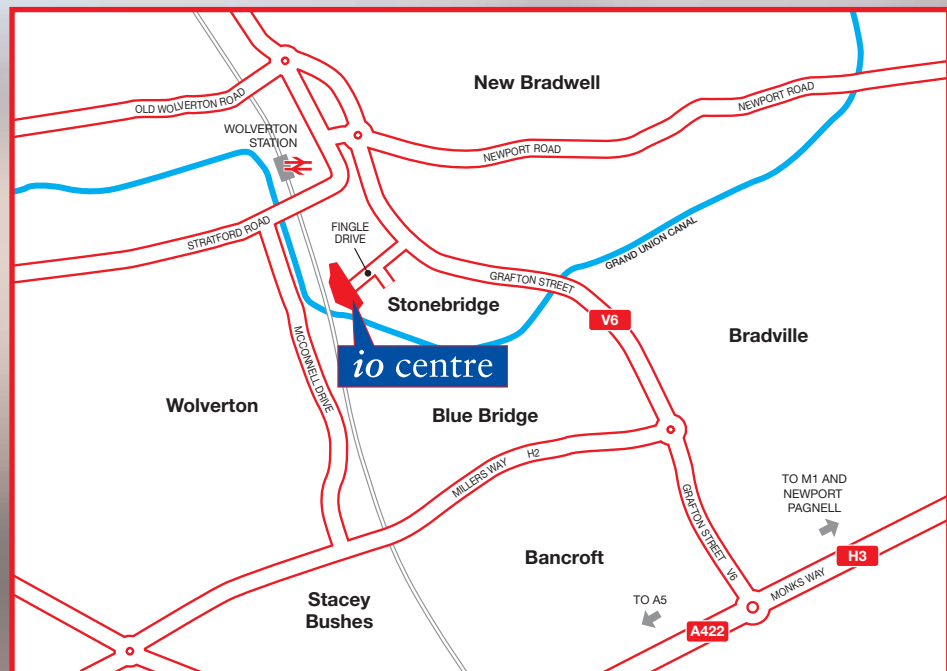 New Bradwell
OLD WOLVERTON ROAD
NEWPORT ROAD
WOLVERTON
STATION
NEWPORT ROAD
STRATFORD ROAD
FINGLE
DRIVE
GRAND UNION CANAL
GRAFTON STREET
Stonebridge
V6
Bradville
MCCONNELL DRIVE
io centre
Wolverton
Blue Bridge
MILLERS WAY H2
TO M1 AND
NEWPORT
PAGNELL
GRAFTON STREET V6
Bancroft
H3
MONKS WAY
Stacey
Bushes
TO A5
A422